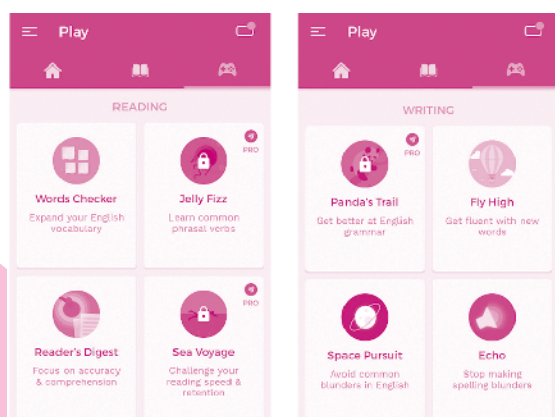 Play
READING
PRO
Words Checker
Expand your English
vocabulary
Jelly Fizz
Learn common
phrasal verbs
PRO
Reader's Digest
Focus on accuracy
& comprehension
Sea Voyage
Challenge your
reading speed &
retention
Play
WRITING
PRO
Panda's Trail
Get better at English
grammar
Fly High
Get fluent with new
words
Space Pursuit
Avoid common
blunders in English
Echo
Stop making
spelling blunders